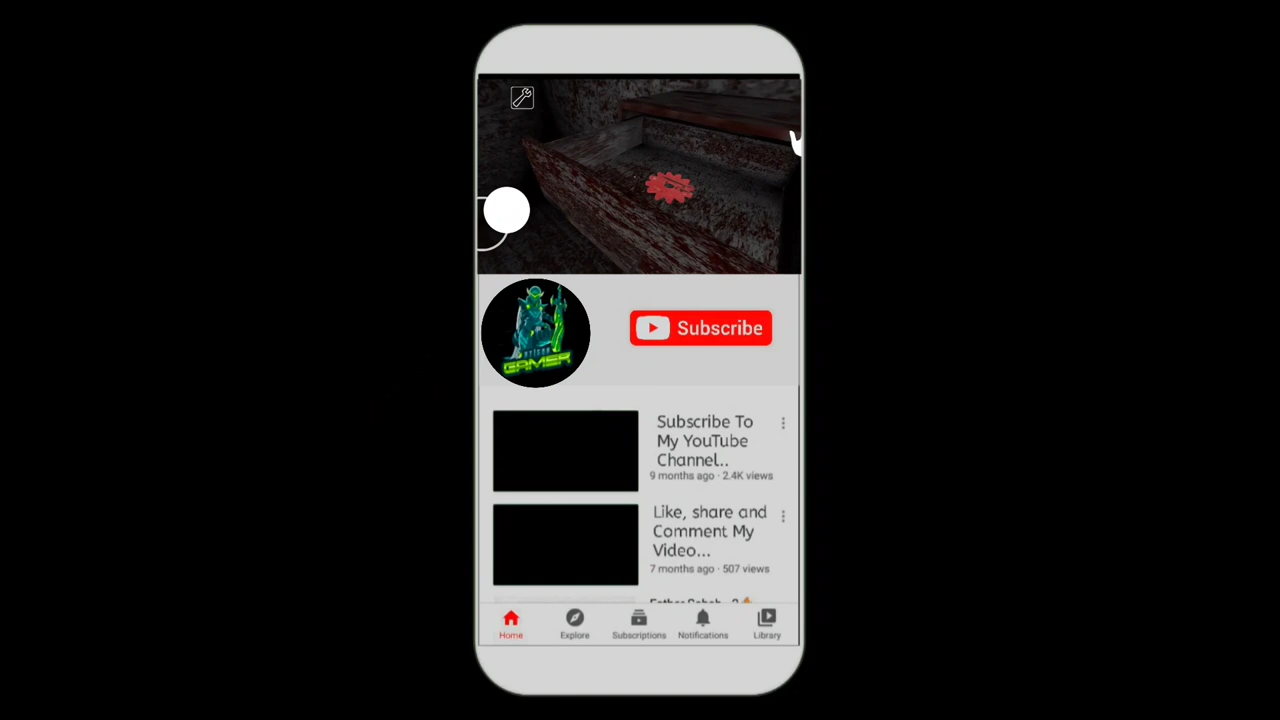 GAMER
Subscribe
Subscribe To
My YouTube
Channel..
9 months ago · 2.4K views
Like, share and
Comment My
Video...
7 months ago · 507 views
Home
Explore
Subscriptions
Notifications
Library